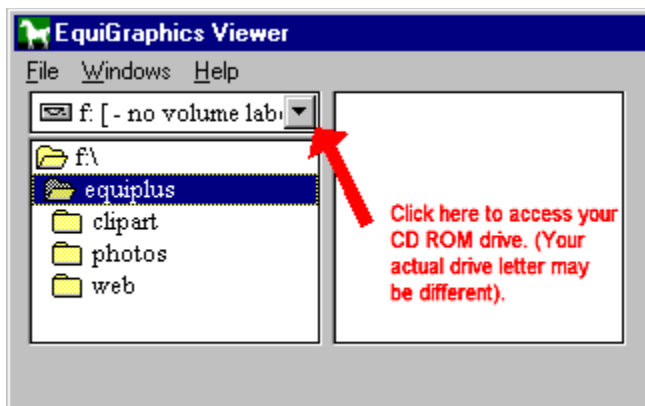 EquiGraphics Viewer
File Windows Help
f: [ - no volume lab
f:\
equiplus
clipart
photos
web
Click here to access your
CD ROM drive. (Your
actual drive letter may
be different).